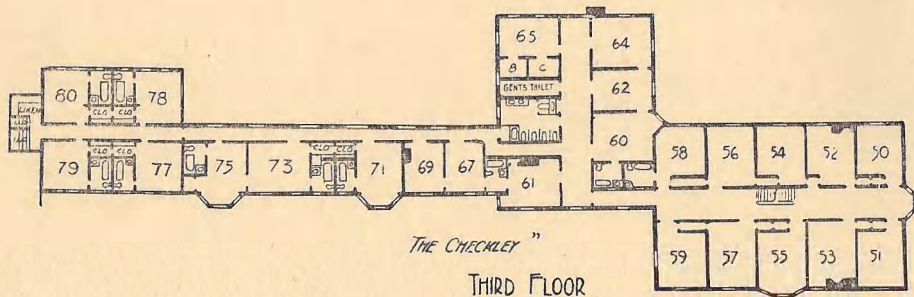 65
64
B
C
GENTS TOILET
62
80
78
LINEN
CLO
CLO
60
58
56
54
52
50
CLO
CLO
CLO
CLO
79
77
75
73
71
69
67
61
59
57
55
53
51
THE CHECKLEY "
THIRD FLOOR